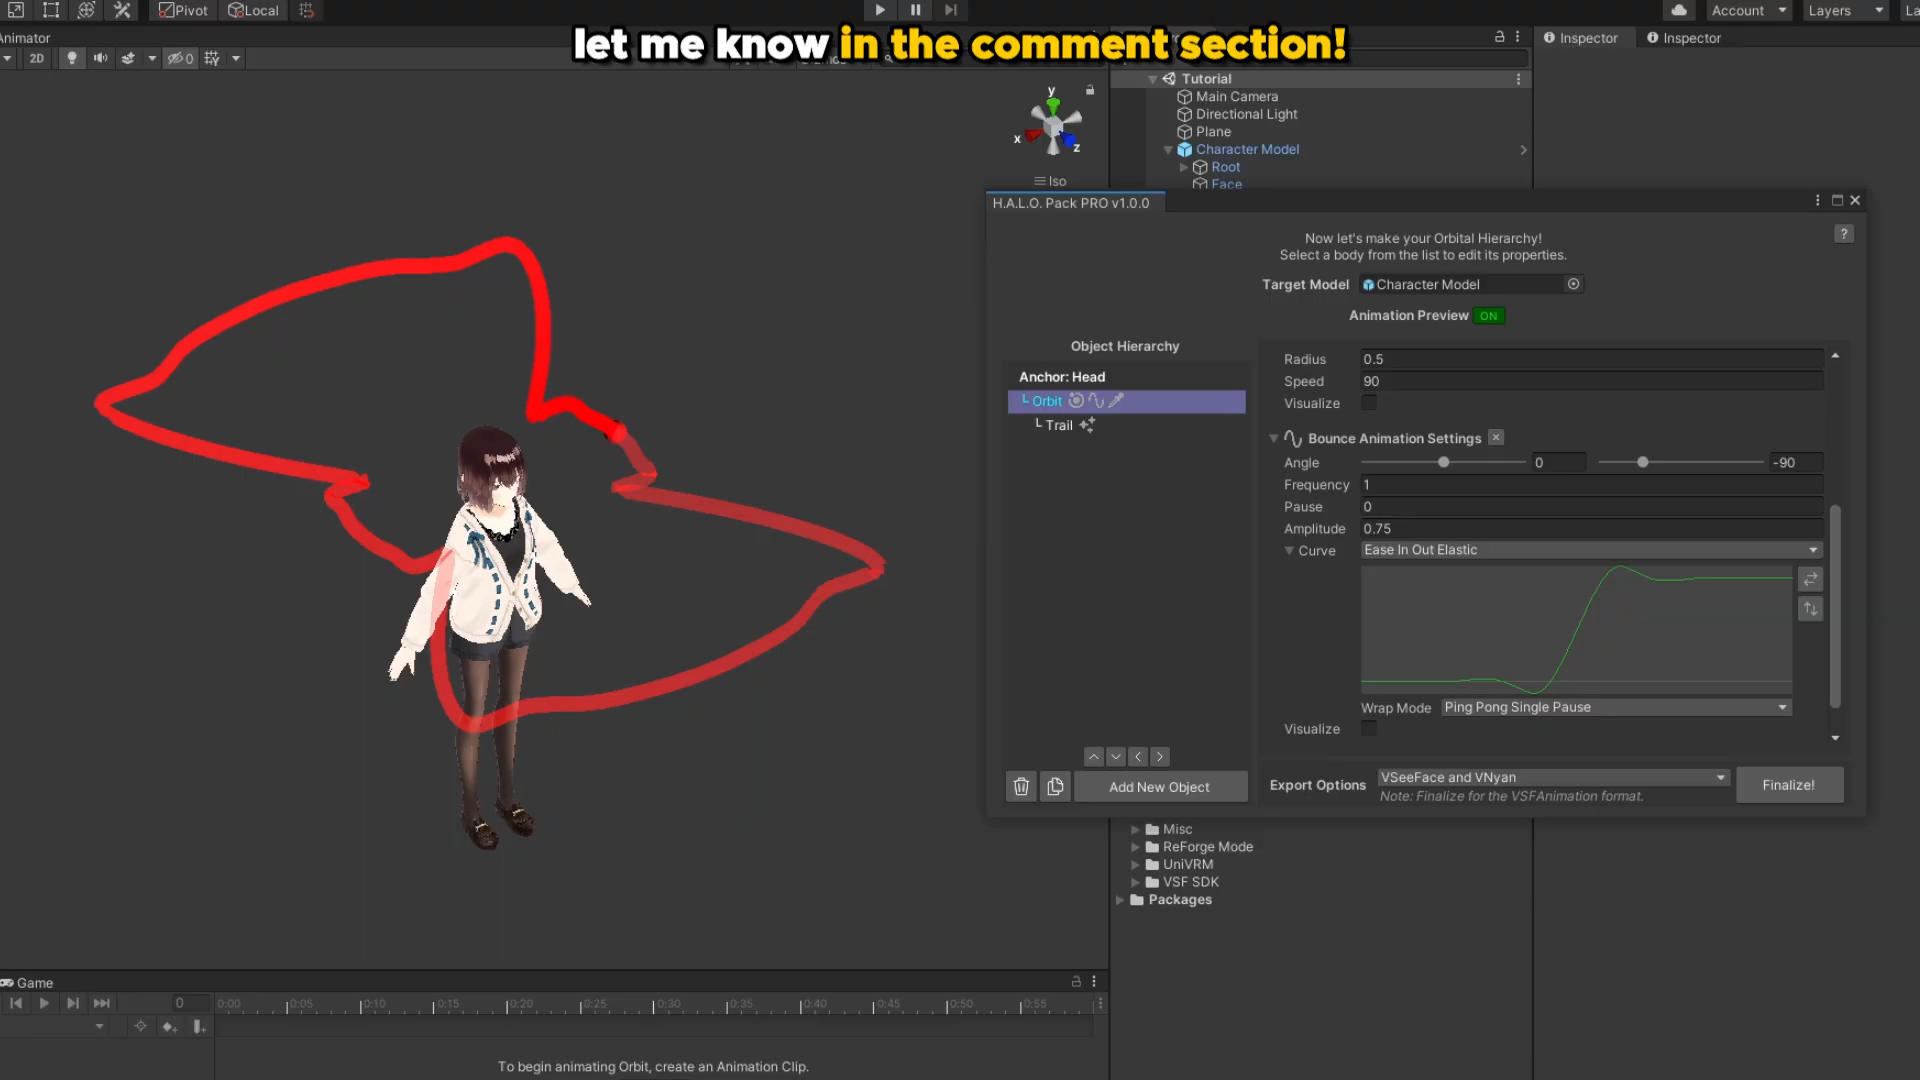 Pivot
Local
Account
Layers
La
let me know in the comment section!
Animator
Inspector
Inspector
2D
0
Tutorial
Main Camera
Directional Light
Plane
Character Model
Root
Face
y
x
z
Iso
H.A.L.O. Pack PRO v1.0.0
?
Now let's make your Orbital Hierarchy!
Select a body from the list to edit its properties.
Target Model Character Model
Animation Preview ON
Object Hierarchy
Anchor: Head
Orbit
Trail
Radius 0.5
Speed 90
Visualize
Bounce Animation Settings
Angle 0 -90
Frequency 1
Pause 0
Amplitude 0.75
Curve Ease In Out Elastic
Wrap Mode Ping Pong Single Pause
Visualize
Add New Object
Export Options VSeeFace and VNyan
Note: Finalize for the VSFAnimation format.
Finalize!
Misc
ReForge Mode
UniVRM
VSF SDK
Packages
Game
0 0:00 0:05 0:10 0:15 0:20 0:25 0:30 0:35 0:40 0:45 0:50 0:55
To begin animating Orbit, create an Animation Clip.